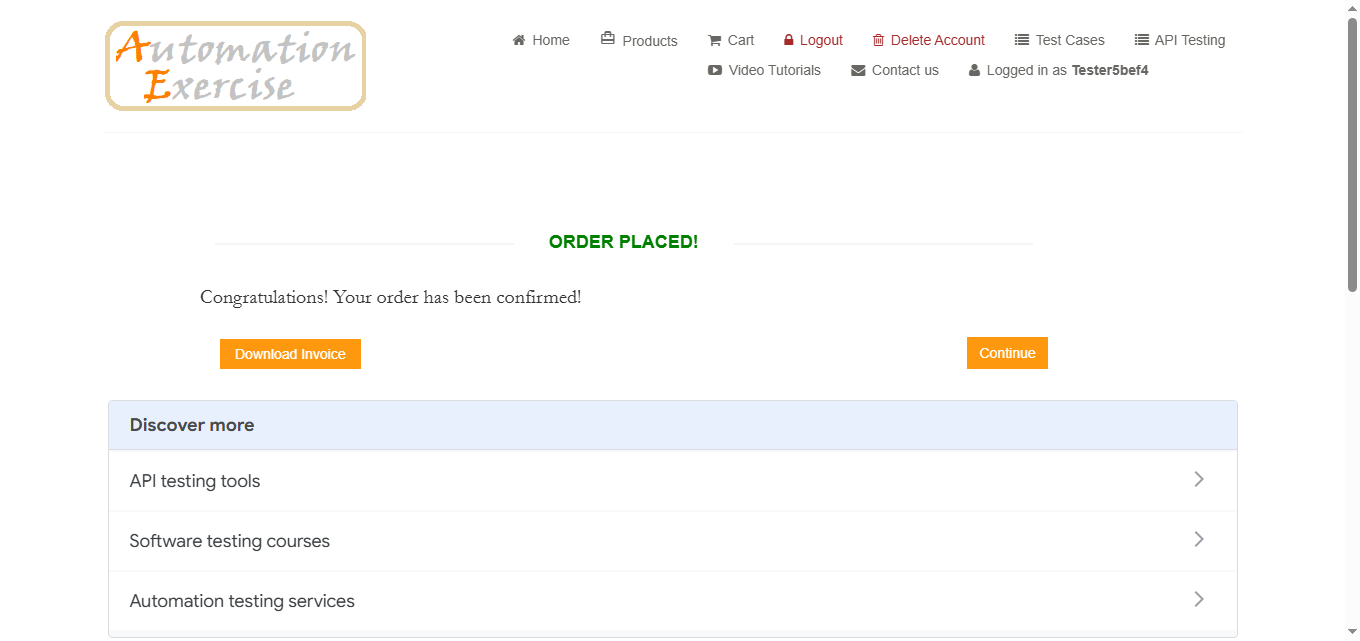 Automation
Exercise
Home Products Cart Logout Delete Account Test Cases API Testing
Video Tutorials Contact us Logged in as Tester5bef4
ORDER PLACED!
Congratulations! Your order has been confirmed!
Download Invoice Continue
Discover more
API testing tools
Software testing courses
Automation testing services